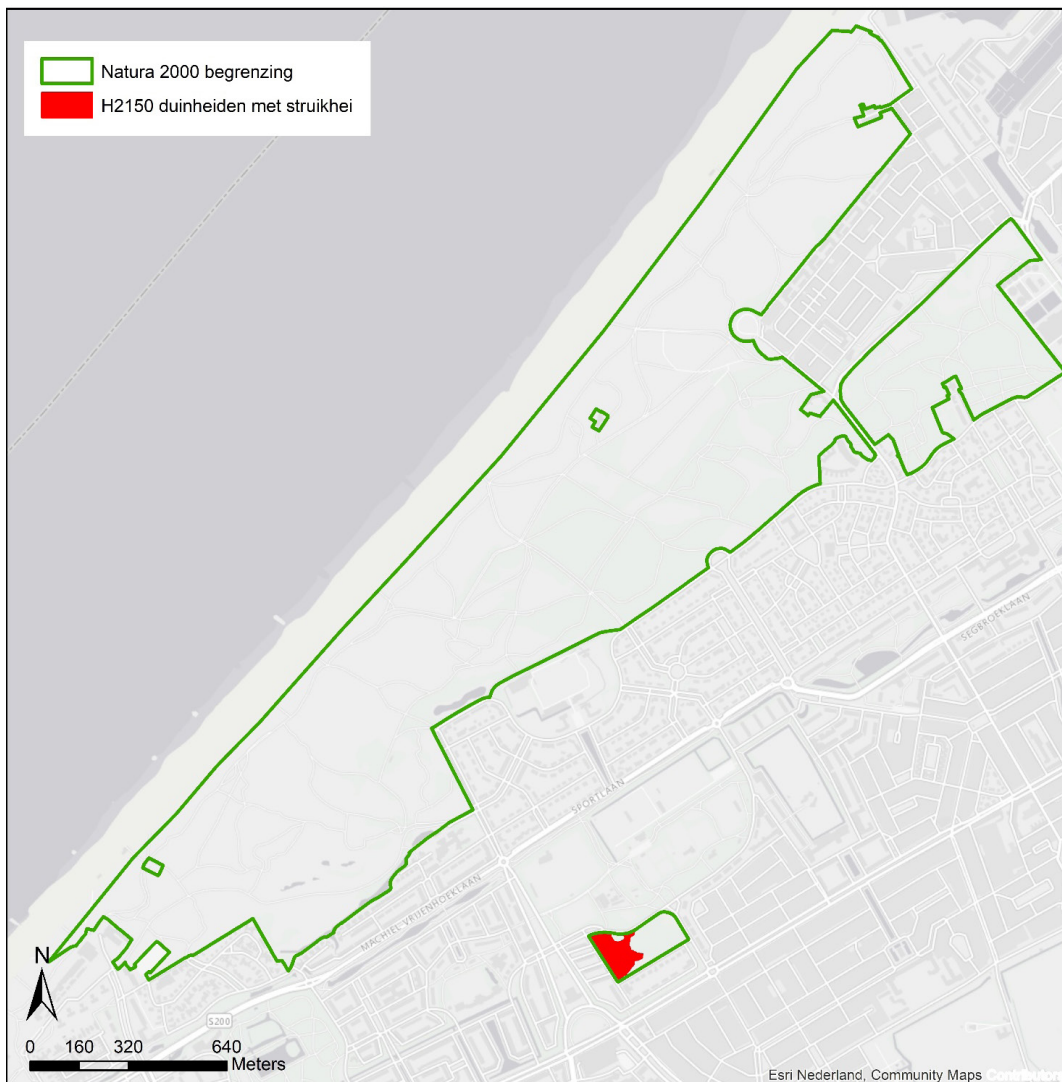 Natura 2000 begrenzing
H2150 duinheiden met struikhei
SEGBROEKLAAN
SPORTLAAN
MACHIEL VRIJENHOEKLAAN
N
S200
0 160 320 640
Meters
Esri Nederland, Community Maps Contributors